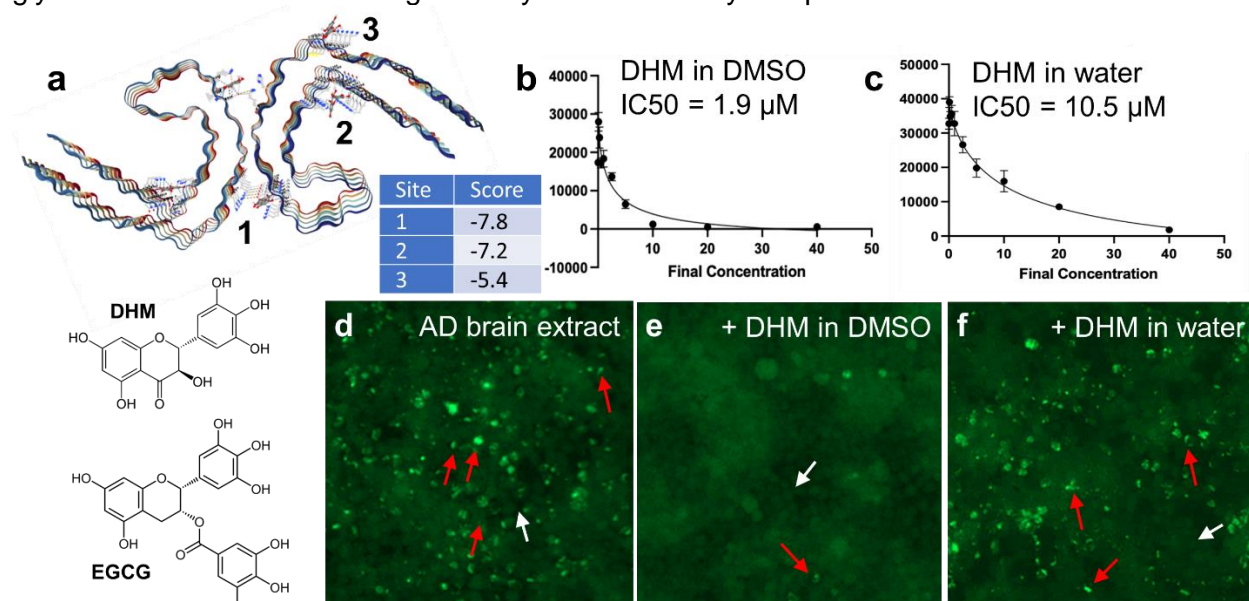 a
3
2
1
Site Score
1 -7.8
2 -7.2
3 -5.4
b
DHM in DMSO
IC50 = 1.9 µM
40000
30000
20000
10000
0
-10000
10 20 30 40 50
Final Concentration
c
DHM in water
IC50 = 10.5 µM
50000
40000
30000
20000
10000
0
0 10 20 30 40 50
Final Concentration
DHM
OH
OH
OH
HO
O
OH
OH
O
EGCG
OH
OH
OH
HO
O
OH
O
O
OH
OH
d AD brain extract
e + DHM in DMSO
f + DHM in water